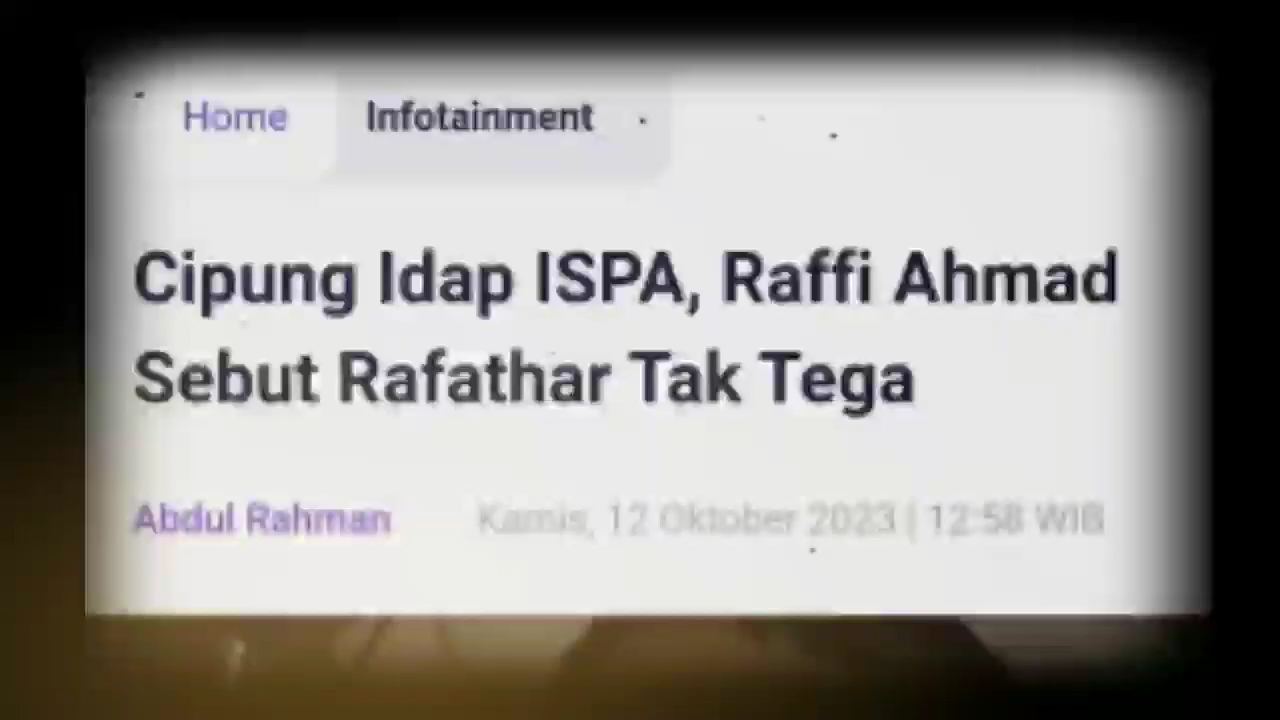 Home Infotainment
Cipung Idap ISPA, Raffi Ahmad
Sebut Rafathar Tak Tega
Abdul Rahman Kamis, 12 Oktober 2023 | 12:58 WIB